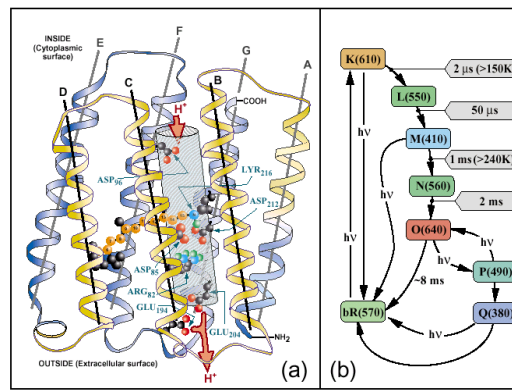 INSIDE
(Cytoplasmic
surface)
E
F
G
A
D
C
B
H+
COOH
ASP96
LYR216
ASP212
ASP85
ARG82
GLU194
GLU204
NH2
OUTSIDE (Extracellular surface)
H+
(a)
K(610)
2 μs (>150K)
L(550)
50 μs
hν
M(410)
1 ms (>240K)
N(560)
hν
2 ms
O(640)
hν
hν
hν
P(490)
~8 ms
bR(570)
hν
Q(380)
(b)